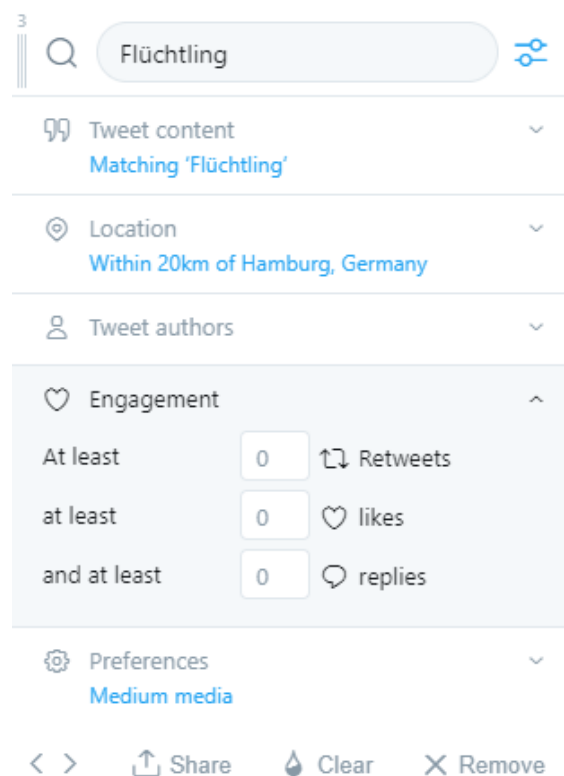 3
Flüchtling
Tweet content
Matching ‘Flüchtling’
Location
Within 20km of Hamburg, Germany
Tweet authors
Engagement
At least 0 Retweets
at least 0 likes
and at least 0 replies
Preferences
Medium media
Share Clear Remove